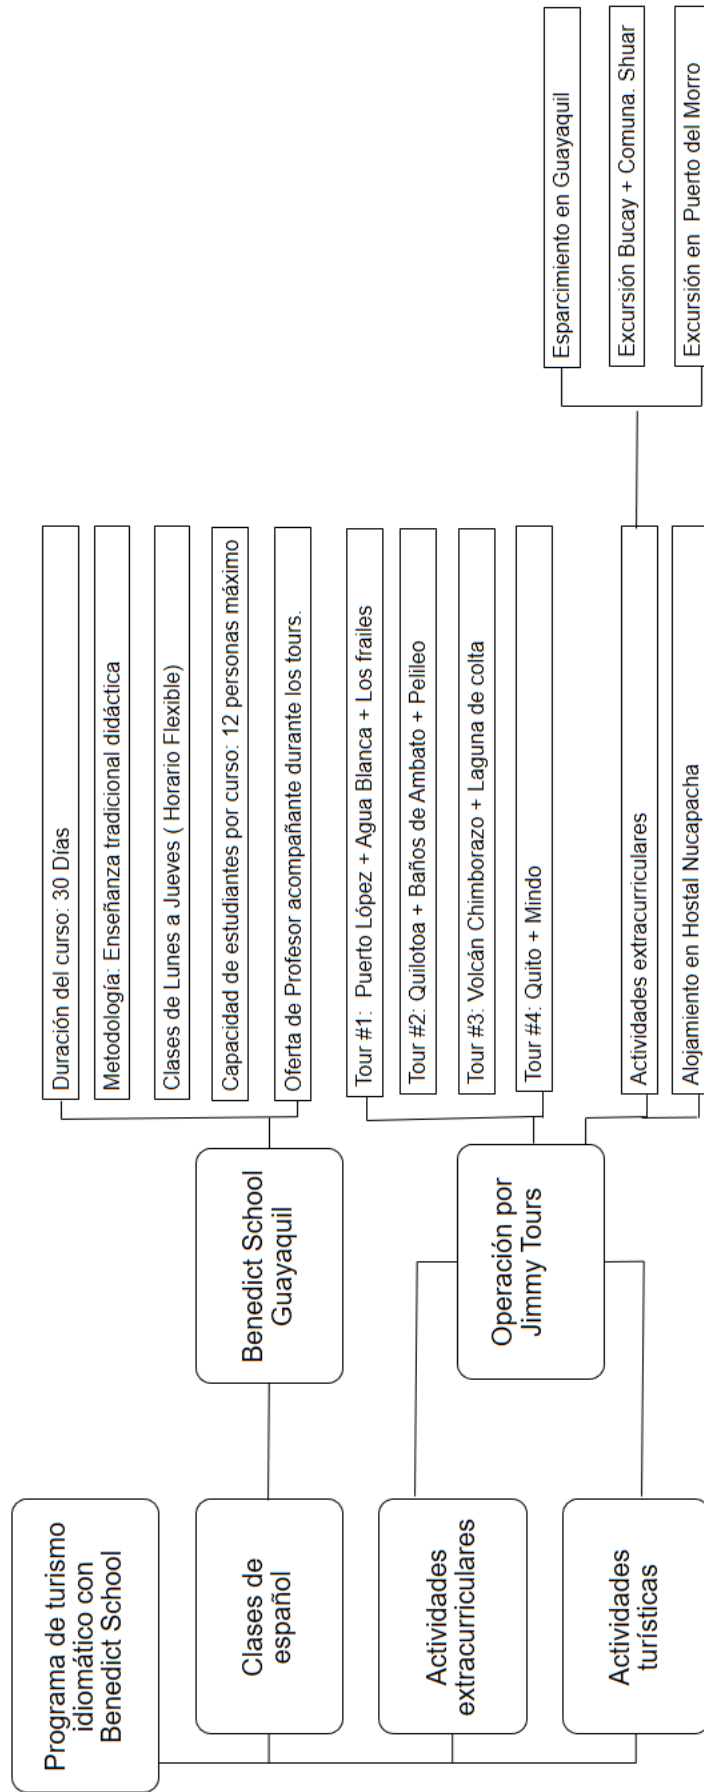 Programa de turismo
idiomático con
Benedict School
Clases de
español
Actividades
extracurriculares
Actividades
turísticas
Benedict School
Guayaquil
Operación por
Jimmy Tours
Duración del curso: 30 Días
Metodología: Enseñanza tradicional didáctica
Clases de Lunes a Jueves ( Horario Flexible)
Capacidad de estudiantes por curso: 12 personas máximo
Oferta de Profesor acompañante durante los tours.
Tour #1: Puerto López + Agua Blanca + Los frailes
Tour #2: Quilotoa + Baños de Ambato + Pelileo
Tour #3: Volcán Chimborazo + Laguna de colta
Tour #4: Quito + Mindo
Actividades extracurriculares
Alojamiento en Hostal Nucapacha
Esparcimiento en Guayaquil
Excursión Bucay + Comuna. Shuar
Excursión en Puerto del Morro